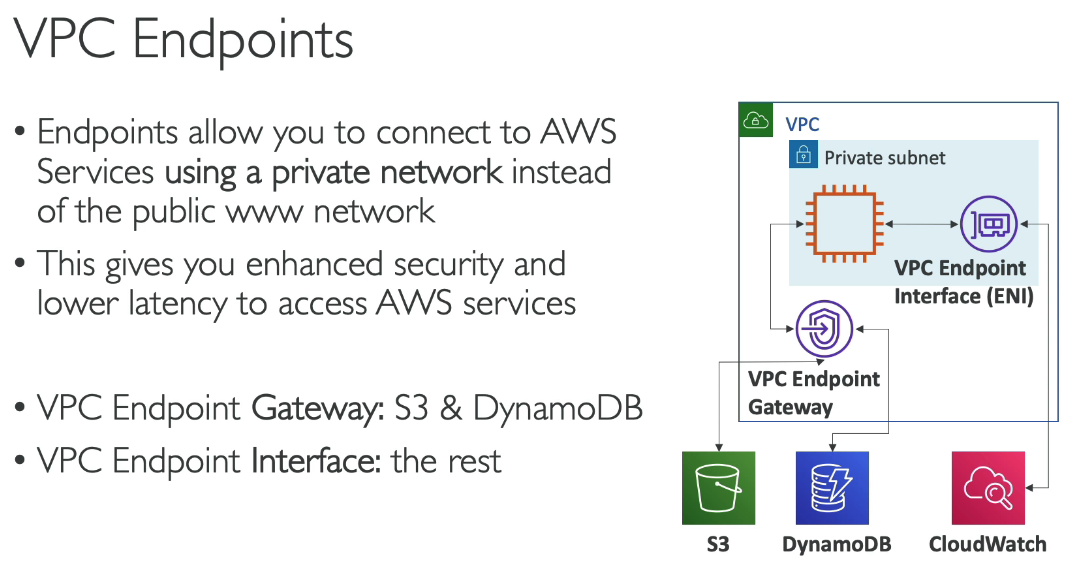 VPC Endpoints
• Endpoints allow you to connect to AWS
Services using a private network instead
of the public www network
• This gives you enhanced security and
lower latency to access AWS services
• VPC Endpoint Gateway: S3 & DynamoDB
• VPC Endpoint Interface: the rest
VPC
Private subnet
VPC Endpoint
Interface (ENI)
VPC Endpoint
Gateway
S3
DynamoDB
CloudWatch